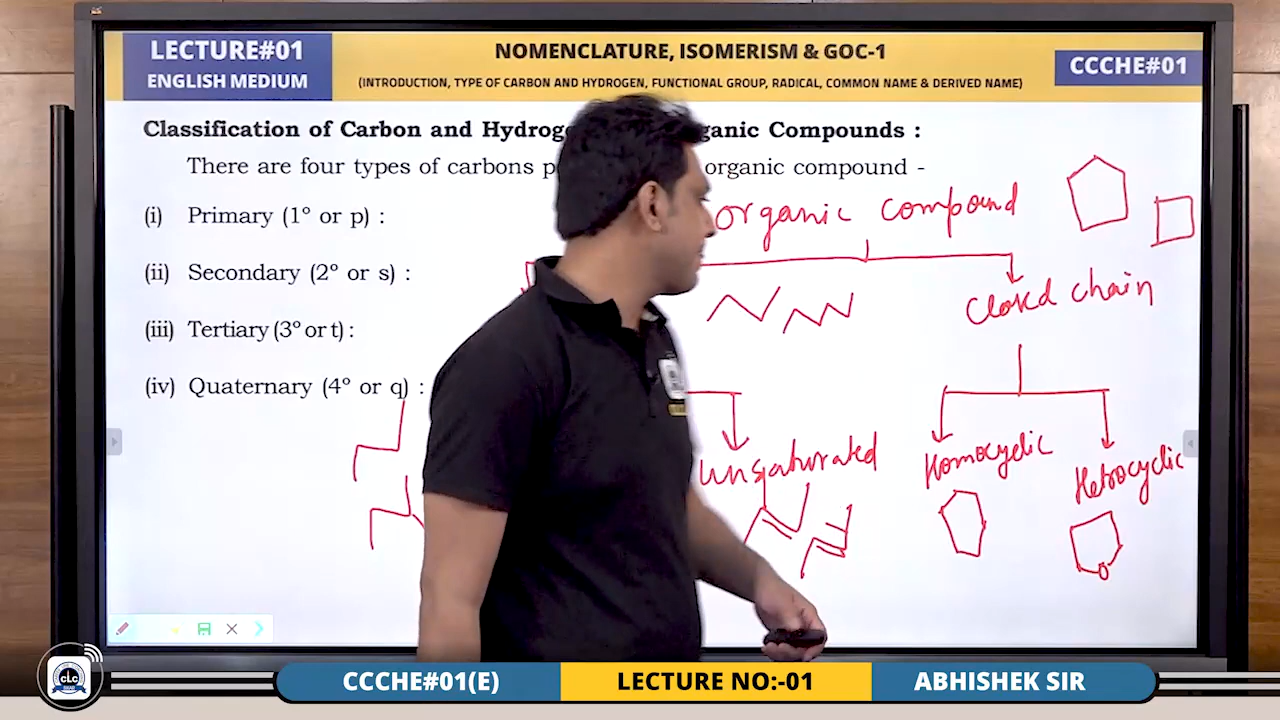 LECTURE#01
ENGLISH MEDIUM
NOMENCLATURE, ISOMERISM & GOC-1
(INTRODUCTION, TYPE OF CARBON AND HYDROGEN, FUNCTIONAL GROUP, RADICAL, COMMON NAME & DERIVED NAME)
CCCHE#01
Classification of Carbon and Hydrog ganic Compounds :
There are four types of carbons p organic compound -
organic compound
(i) Primary (1° or p) :
(ii) Secondary (2° or s) :
Closed chain
(iii) Tertiary (3° or t) :
(iv) Quaternary (4° or q) :
Unsaturated
Homocyclic
Hetrocyclic
O
CLC
CCCHE#01(E)
LECTURE NO:-01
ABHISHEK SIR